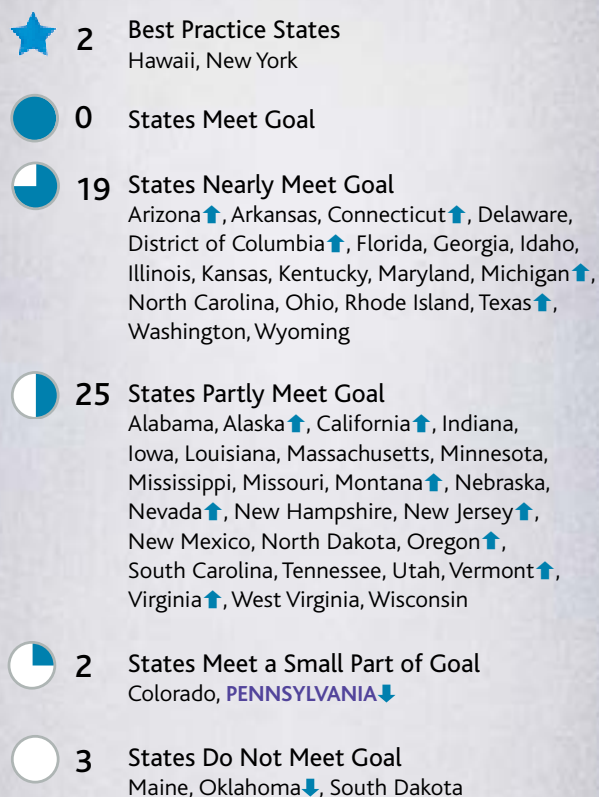 2 Best Practice States
Hawaii, New York
0 States Meet Goal
19 States Nearly Meet Goal
Arizona⬆, Arkansas, Connecticut⬆, Delaware,
District of Columbia⬆, Florida, Georgia, Idaho,
Illinois, Kansas, Kentucky, Maryland, Michigan⬆,
North Carolina, Ohio, Rhode Island, Texas⬆,
Washington, Wyoming
25 States Partly Meet Goal
Alabama, Alaska⬆, California⬆, Indiana,
Iowa, Louisiana, Massachusetts, Minnesota,
Mississippi, Missouri, Montana⬆, Nebraska,
Nevada⬆, New Hampshire, New Jersey⬆,
New Mexico, North Dakota, Oregon⬆,
South Carolina, Tennessee, Utah, Vermont⬆,
Virginia⬆, West Virginia, Wisconsin
2 States Meet a Small Part of Goal
Colorado, PENNSYLVANIA⬇
3 States Do Not Meet Goal
Maine, Oklahoma⬇, South Dakota